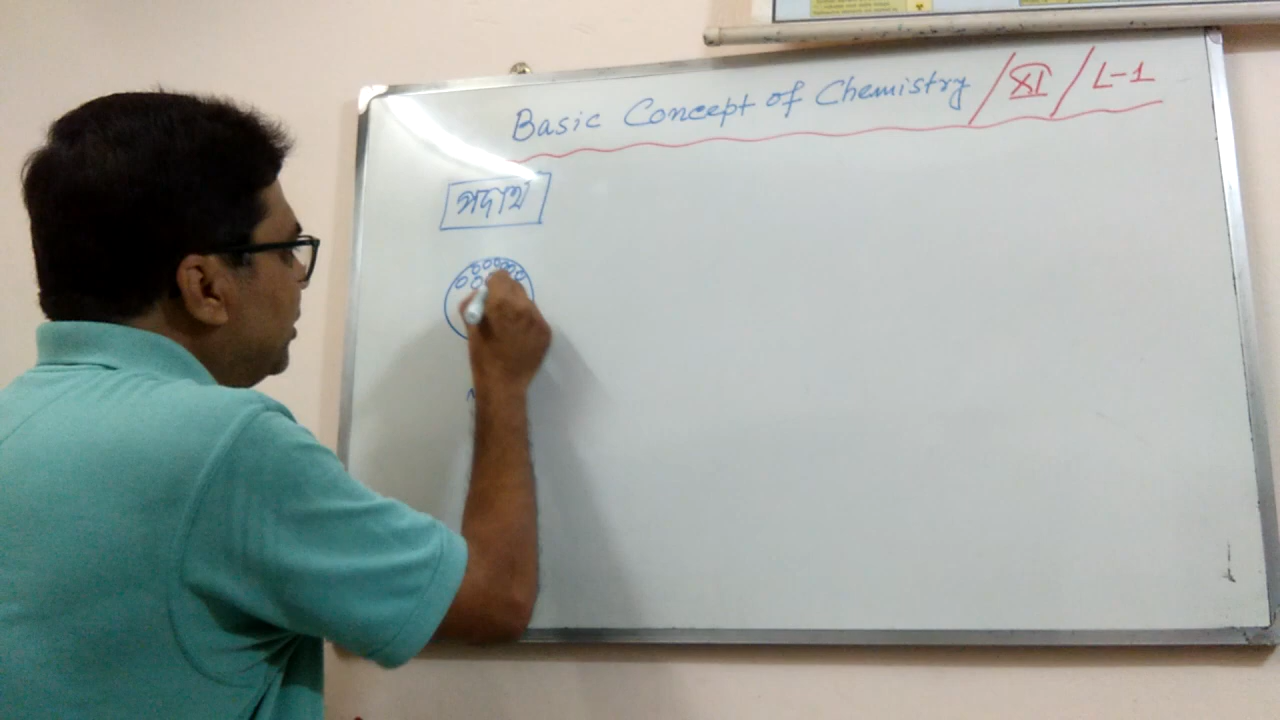 Basic Concept of Chemistry / XI / L-1
পদার্থ